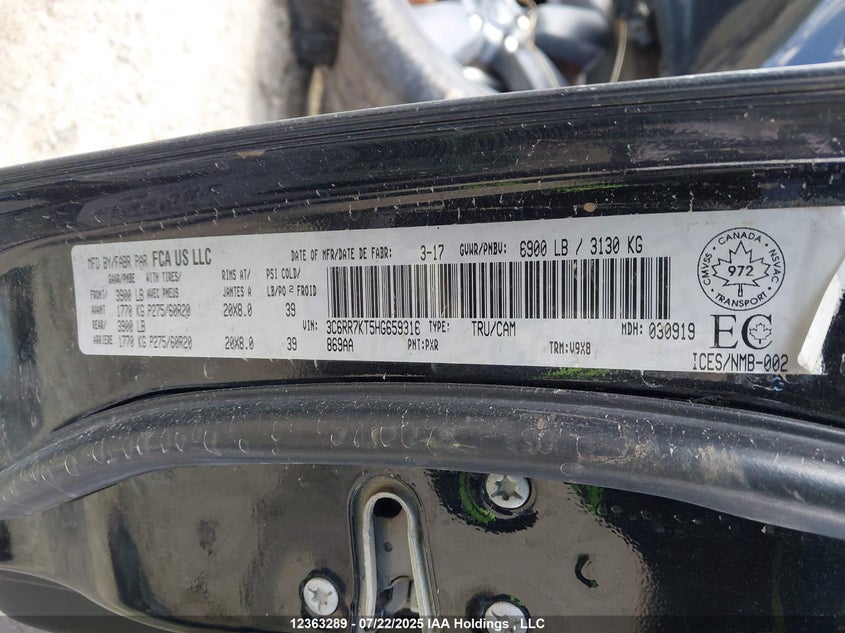 MFD BY/FABR PAR FCA US LLC DATE OF MFR/DATE DE FABR: 3-17 GVWR/PNBV: 6900 LB / 3130 KG
GAWR/PNBE WITH TIRES/ RIMS AT/ PSI COLD/
FRONT/ 3900 LB AVEC PNEUS JANTES A LB/PO² FROID
AVANT 1770 KG P275/60R20 20X8.0 39
REAR/ 3900 LB
ARRIERE 1770 KG P275/60R20 20X8.0 39
VIN: 3C6RR7KT5HG659316 TYPE: TRU/CAM MDH: 030919
869AA PNT:PXR TRM:V9X8
CANADA
CMVSS
NSVAC
972
TRANSPORT
EC
ICES/NMB-002
12363289 - 07/22/2025 IAA Holdings , LLC